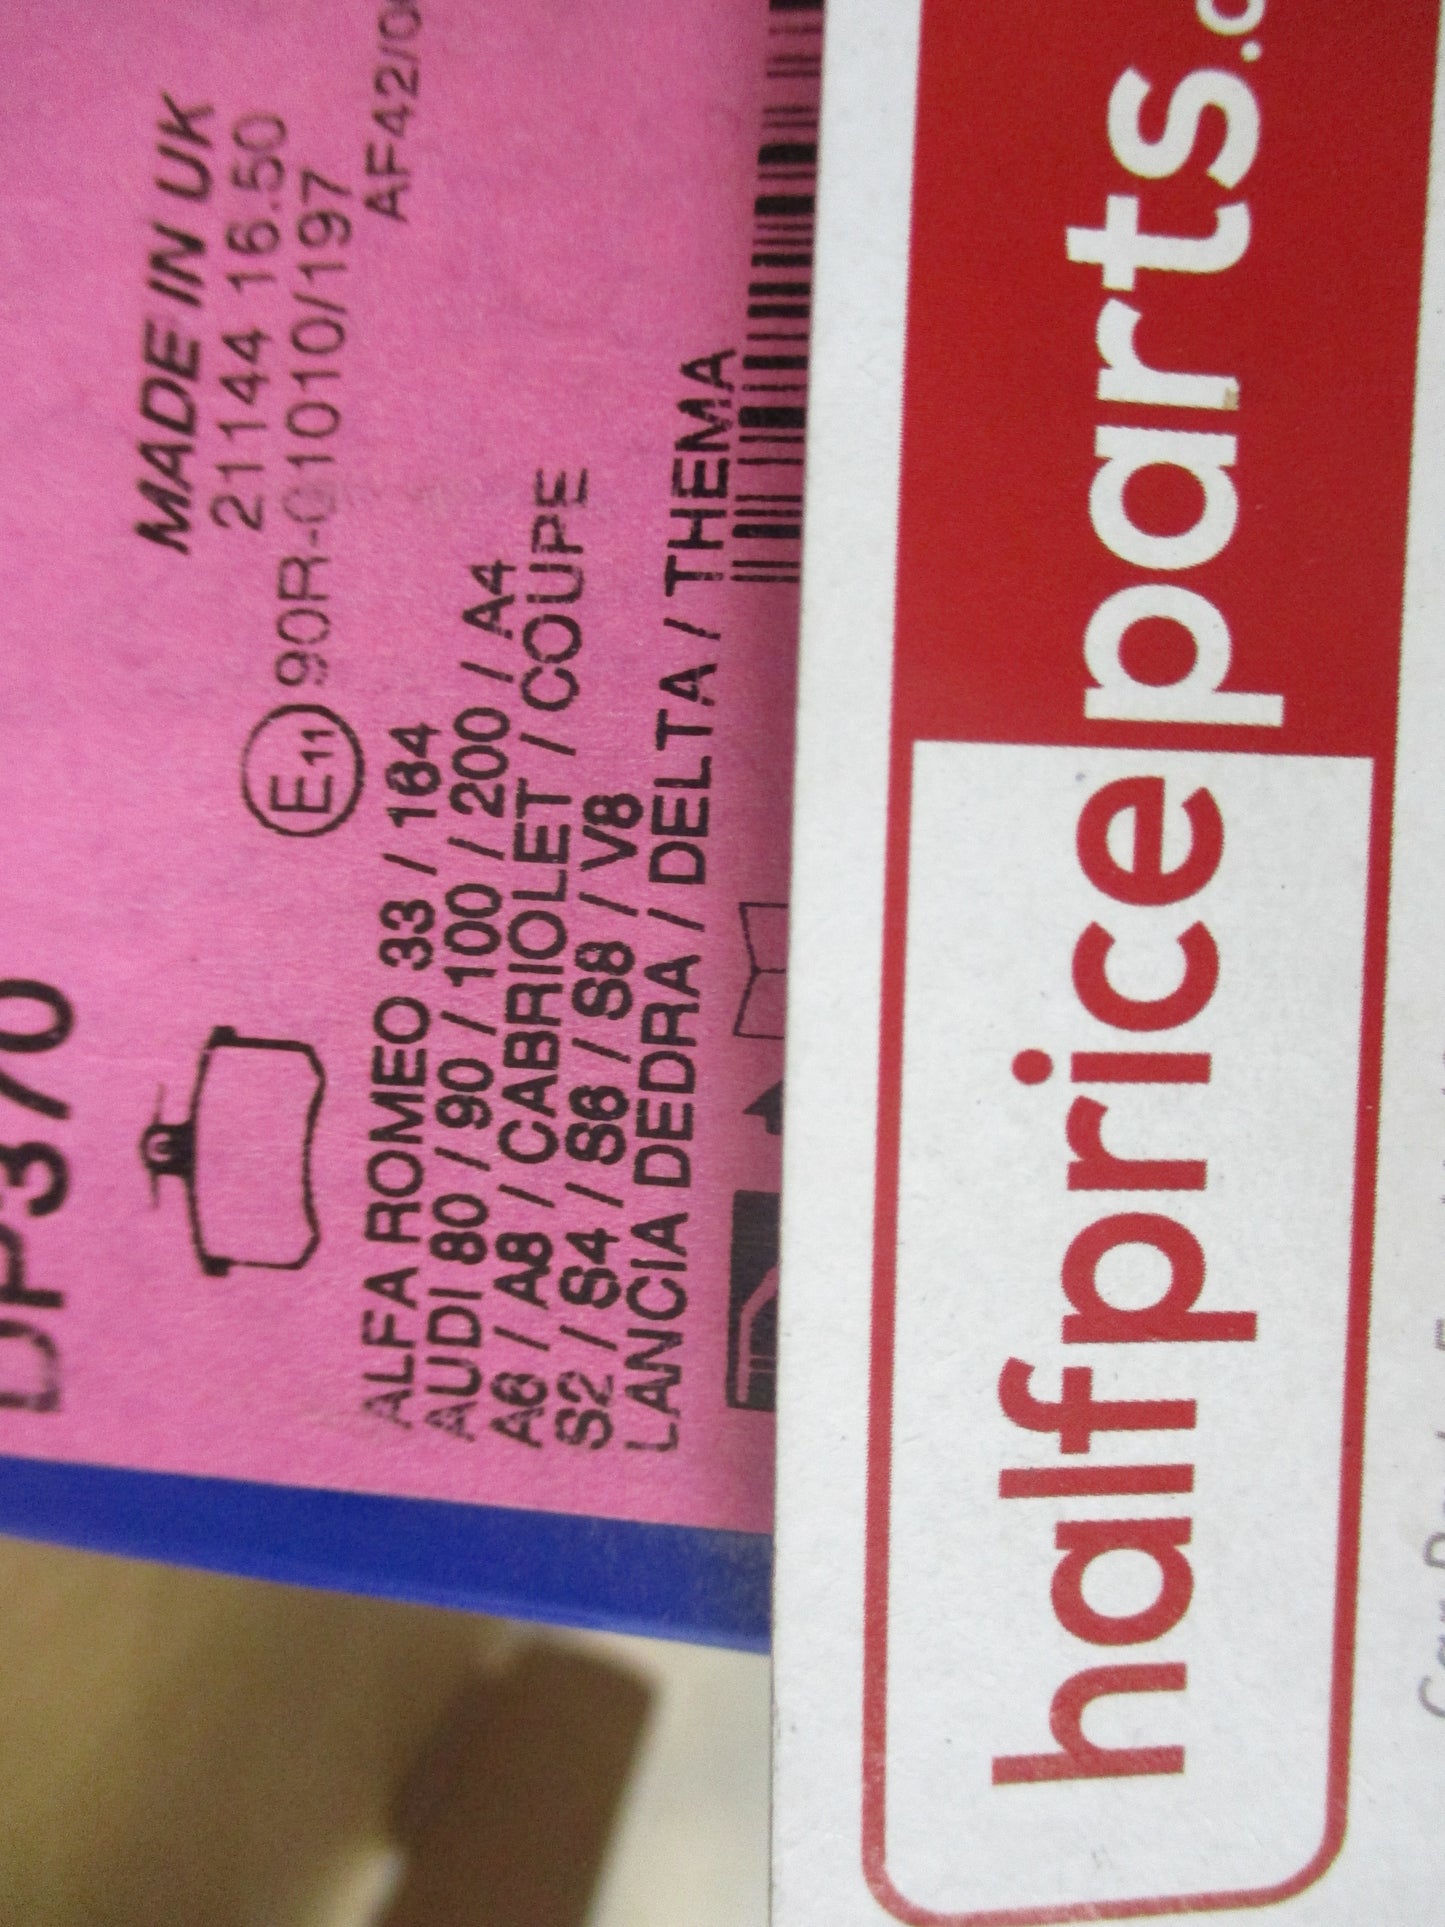 DP370
MADE IN UK
21144 16.50
E11 90R-01010/197
AF42/0
ALFA ROMEO 33 / 164
AUDI 80 / 90 / 100 / 200 / A4
A6 / A8 / CABRIOLET / COUPE
S2 / S4 / S6 / S8 / V8
LANCIA DEDRA / DELTA / THEMA
halfpriceparts.c